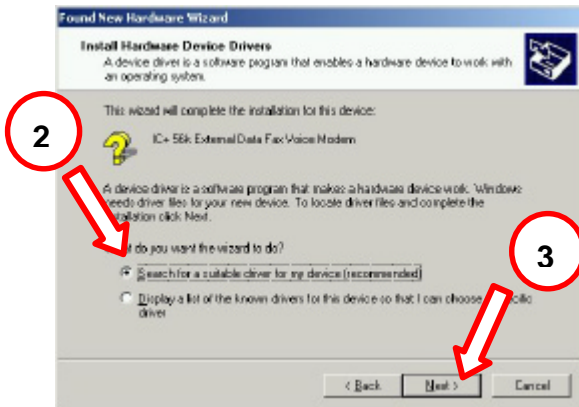 Found New Hardware Wizard
Install Hardware Device Drivers
A device driver is a software program that enables a hardware device to work with
an operating system.
This wizard will complete the installation for this device:
2
IC+ 56k External Data Fax Voice Modem
A device driver is a software program that makes a hardware device work. Windows
needs driver files for your new device. To locate driver files and complete the
installation click Next.
do you want the wizard to do?
3
Search for a suitable driver for my device (recommended)
Display a list of the known drivers for this device so that I can choose
driver
< Back
Next >
Cancel